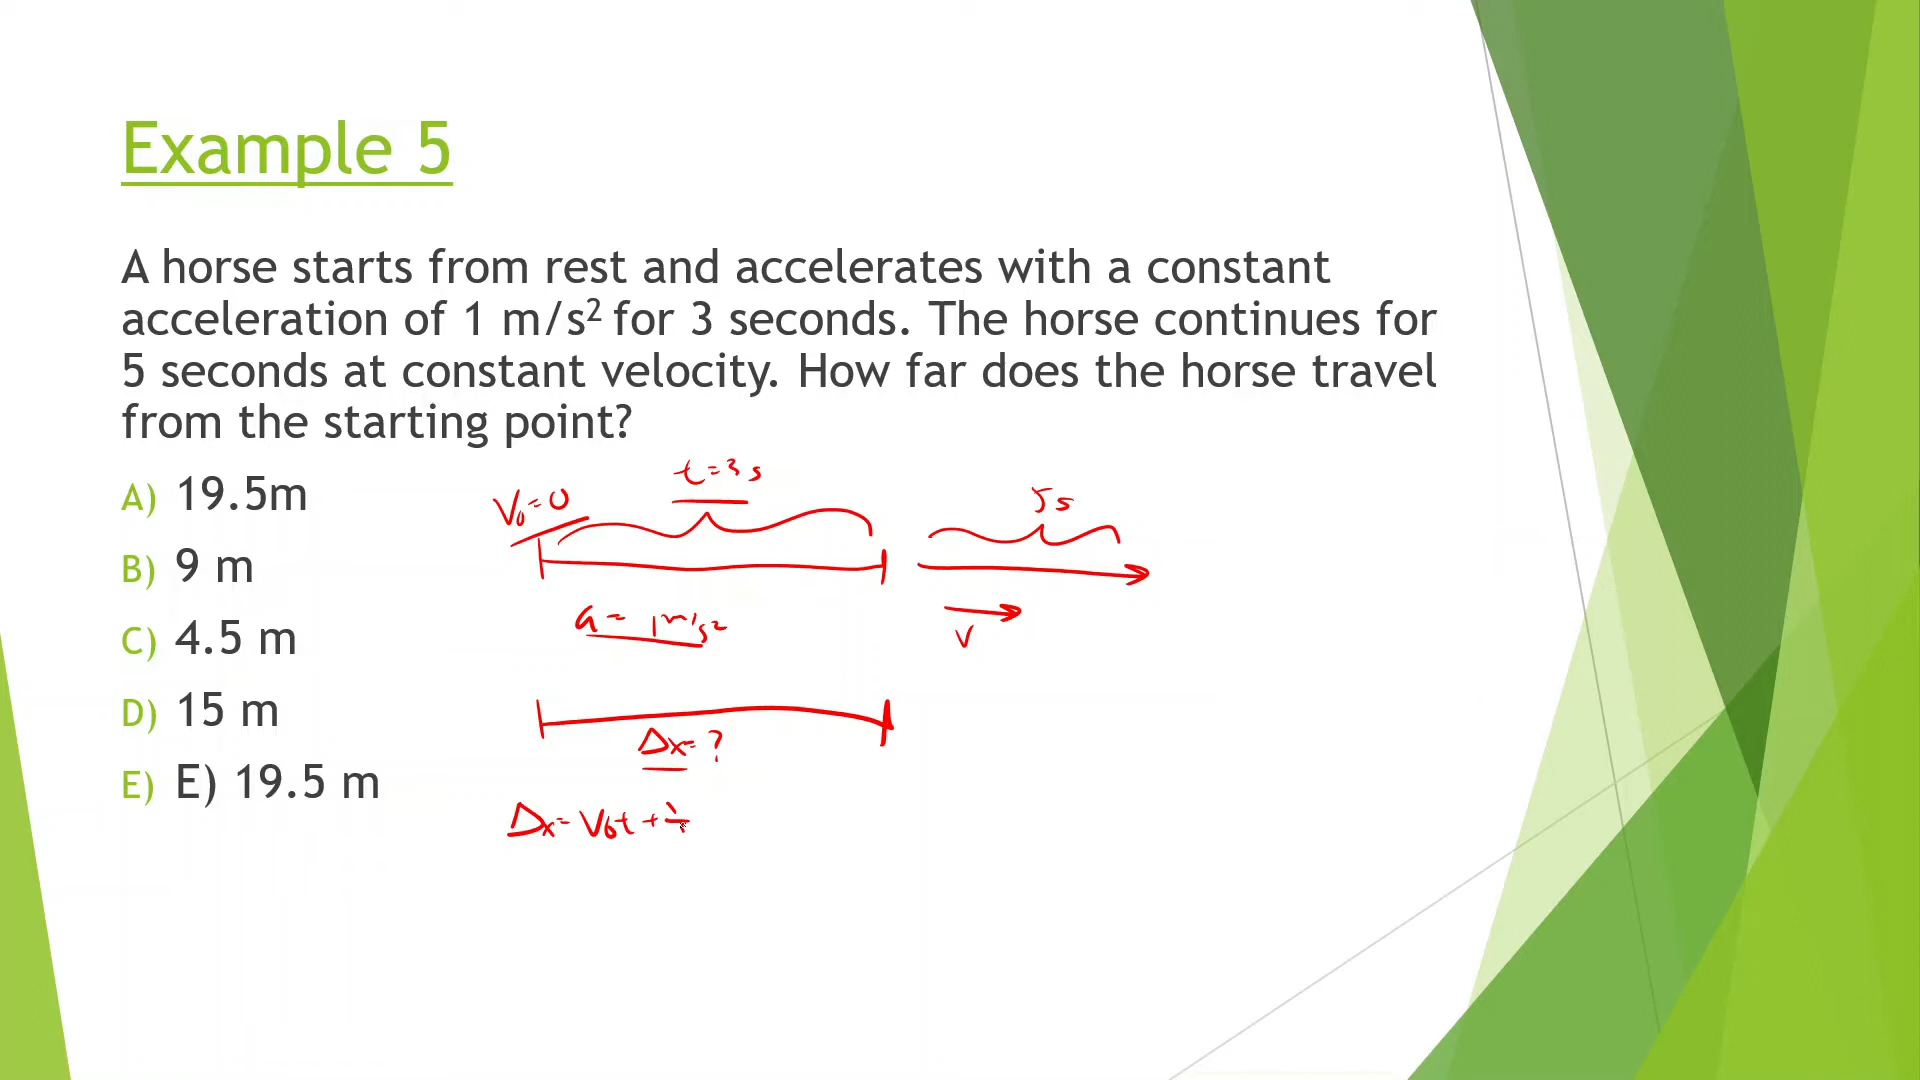 Example 5
A horse starts from rest and accelerates with a constant
acceleration of 1 m/s² for 3 seconds. The horse continues for
5 seconds at constant velocity. How far does the horse travel
from the starting point?
A) 19.5m
B) 9 m
C) 4.5 m
D) 15 m
E) E) 19.5 m
t=3s
V₀=0
5s
a= 1m/s²
V
Δx=?
Δx=V₀t+1